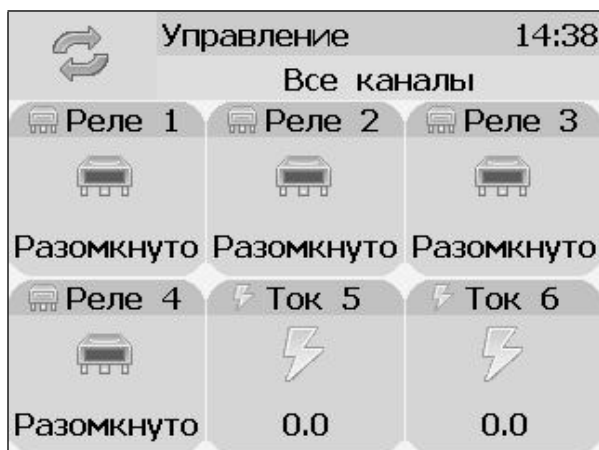 Управление 14:38
Все каналы
Реле 1 Реле 2 Реле 3
Разомкнуто Разомкнуто Разомкнуто
Реле 4 Ток 5 Ток 6
Разомкнуто 0.0 0.0